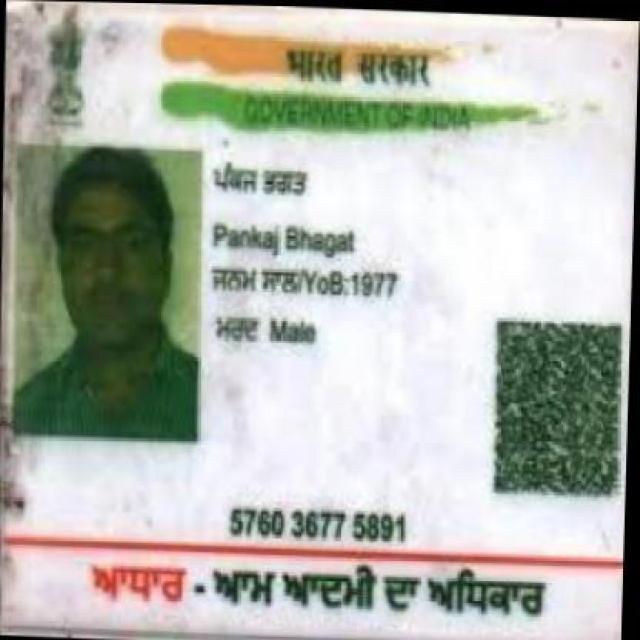 भारत सरकार
GOVERNMENT OF INDIA
ਪੰਕਜ ਭਗਤ
Pankaj Bhagat
ਜਨਮ ਸਾਲ/YoB:1977
ਮਰਦ Male
5760 3677 5891
ਆਧਾਰ - ਆਮ ਆਦਮੀ ਦਾ ਅਧਿਕਾਰ